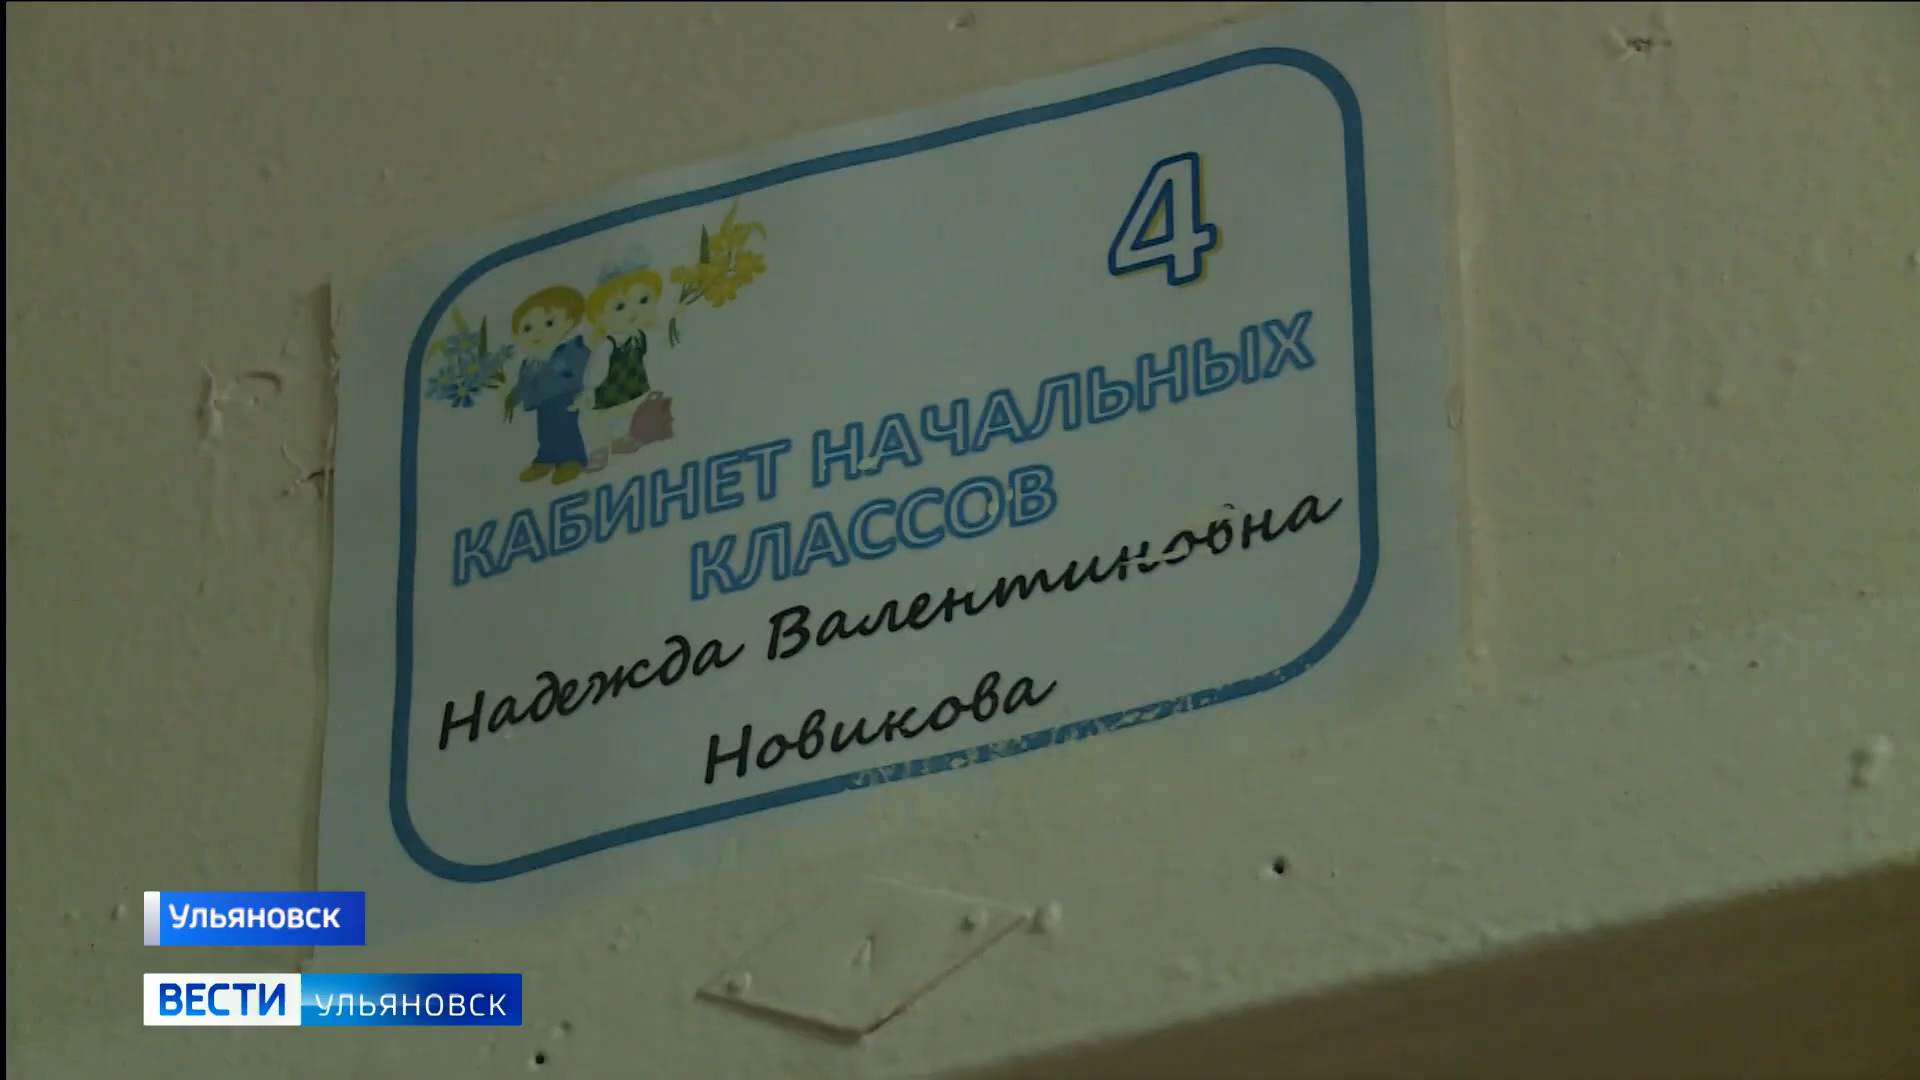 4
КАБИНЕТ НАЧАЛЬНЫХ
КЛАССОВ
Надежда Валентиновна
Новикова
Ульяновск
ВЕСТИ УЛЬЯНОВСК